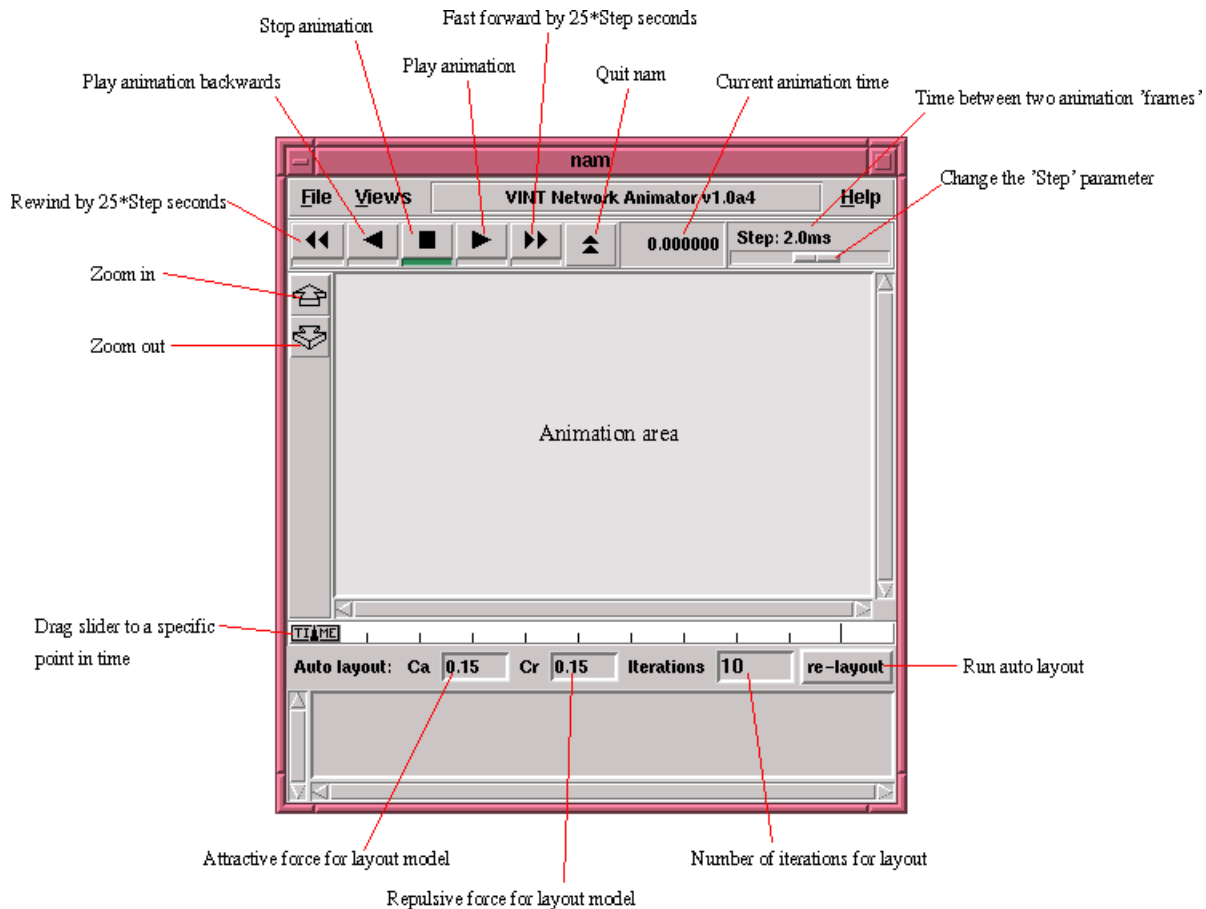 Fast forward by 25*Step seconds
Stop animation
Play animation
Quit nam
Play animation backwards
Current animation time
Time between two animation 'frames'
nam
Change the 'Step' parameter
File Views VINT Network Animator v1.0a4 Help
Rewind by 25*Step seconds
0.000000
Step: 2.0ms
Zoom in
Zoom out
Animation area
Drag slider to a specific
point in time
TIME
Auto layout: Ca 0.15 Cr 0.15 Iterations 10 re-layout
Run auto layout
Attractive force for layout model
Number of iterations for layout
Repulsive force for layout model